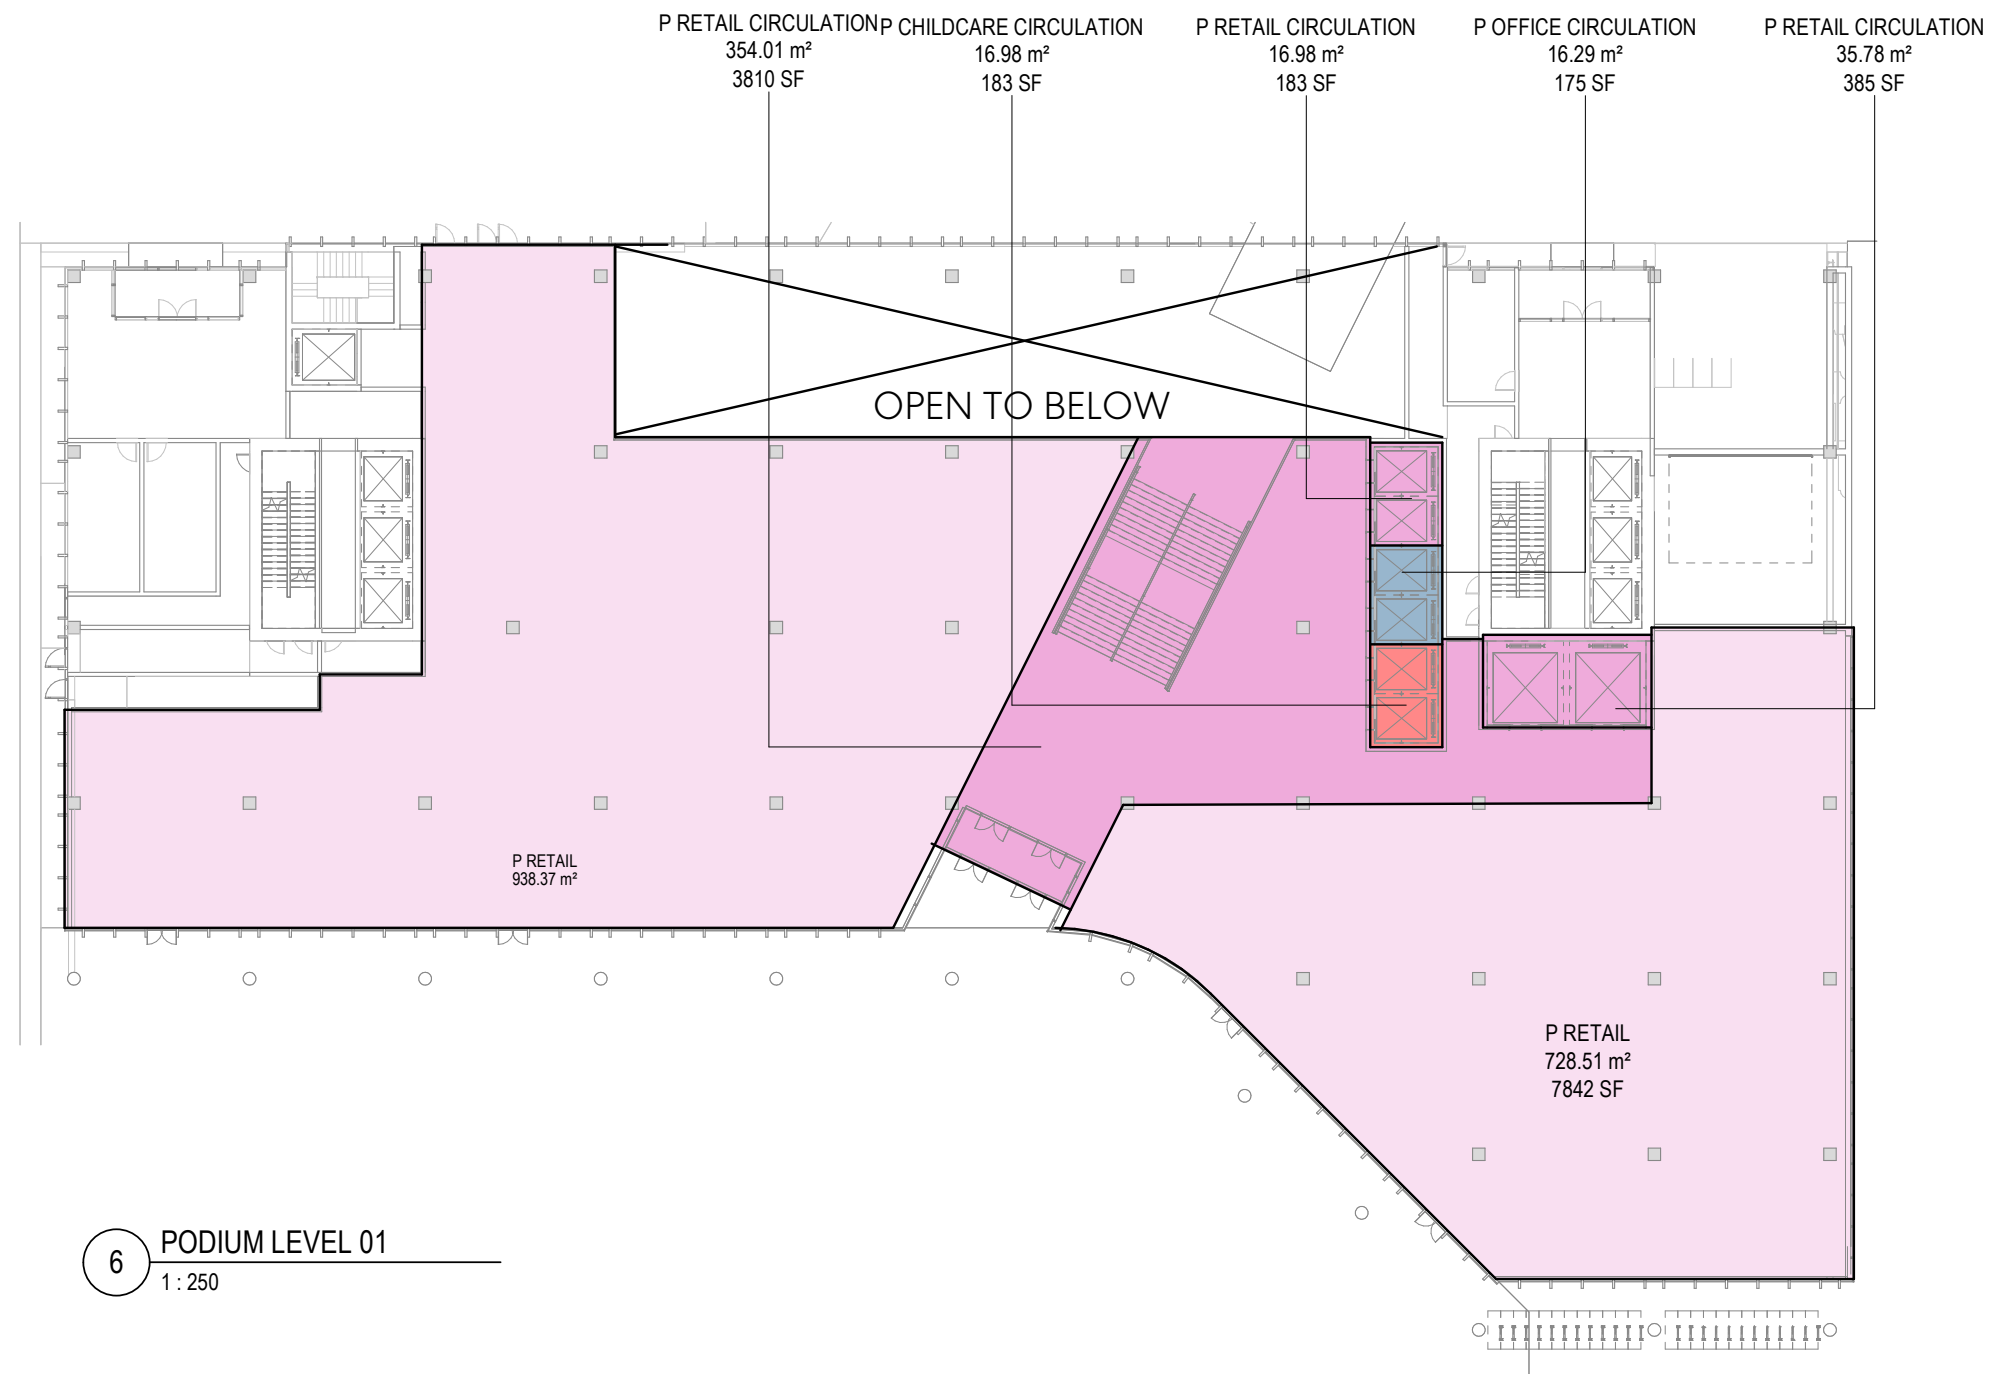 P RETAIL CIRCULATION
354.01 m²
3810 SF
P CHILDCARE CIRCULATION
16.98 m²
183 SF
P RETAIL CIRCULATION
16.98 m²
183 SF
P OFFICE CIRCULATION
16.29 m²
175 SF
P RETAIL CIRCULATION
35.78 m²
385 SF
OPEN TO BELOW
P RETAIL
938.37 m²
P RETAIL
728.51 m²
7842 SF
6
PODIUM LEVEL 01
1 : 250